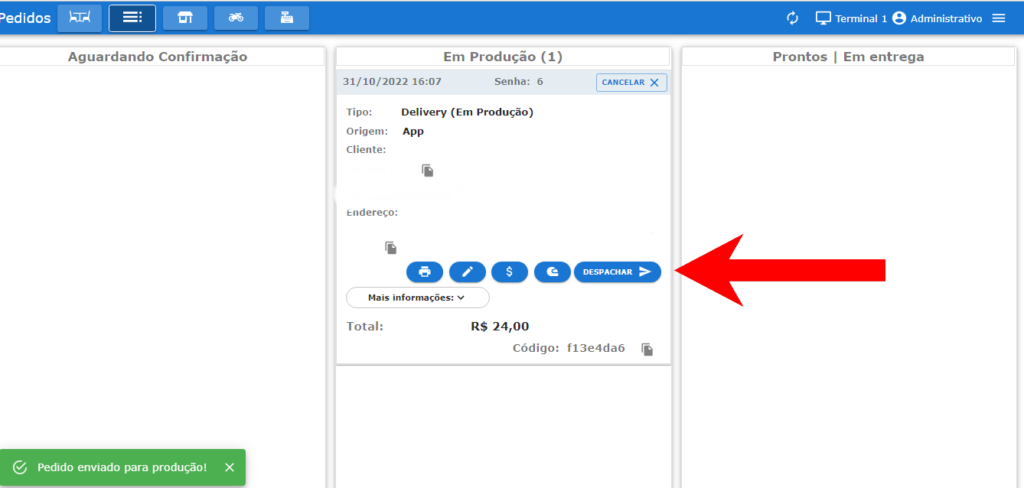 Pedidos
Terminal 1
Administrativo
Aguardando Confirmação
Em Produção (1)
Prontos | Em entrega
31/10/2022 16:07
Senha: 6
CANCELAR
Tipo: Delivery (Em Produção)
Origem: App
Cliente:
Endereço:
$
DESPACHAR
Mais informações:
Total: R$ 24,00
Código: f13e4da6
Pedido enviado para produção!